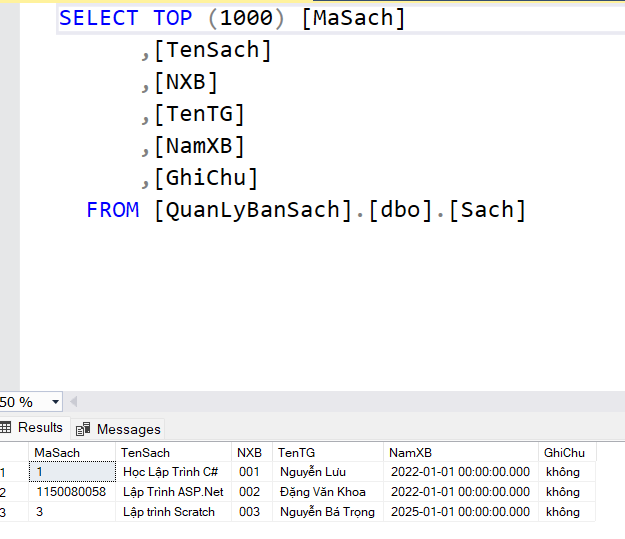 SELECT TOP (1000) [MaSach]
,[TenSach]
,[NXB]
,[TenTG]
,[NamXB]
,[GhiChu]
FROM [QuanLyBanSach].[dbo].[Sach]
50 %
Results Messages
MaSach TenSach NXB TenTG NamXB GhiChu
1 1 Học Lập Trình C# 001 Nguyễn Lưu 2022-01-01 00:00:00.000 không
2 1150080058 Lập Trình ASP.Net 002 Đặng Văn Khoa 2022-01-01 00:00:00.000 không
3 3 Lập trình Scratch 003 Nguyễn Bá Trọng 2025-01-01 00:00:00.000 không